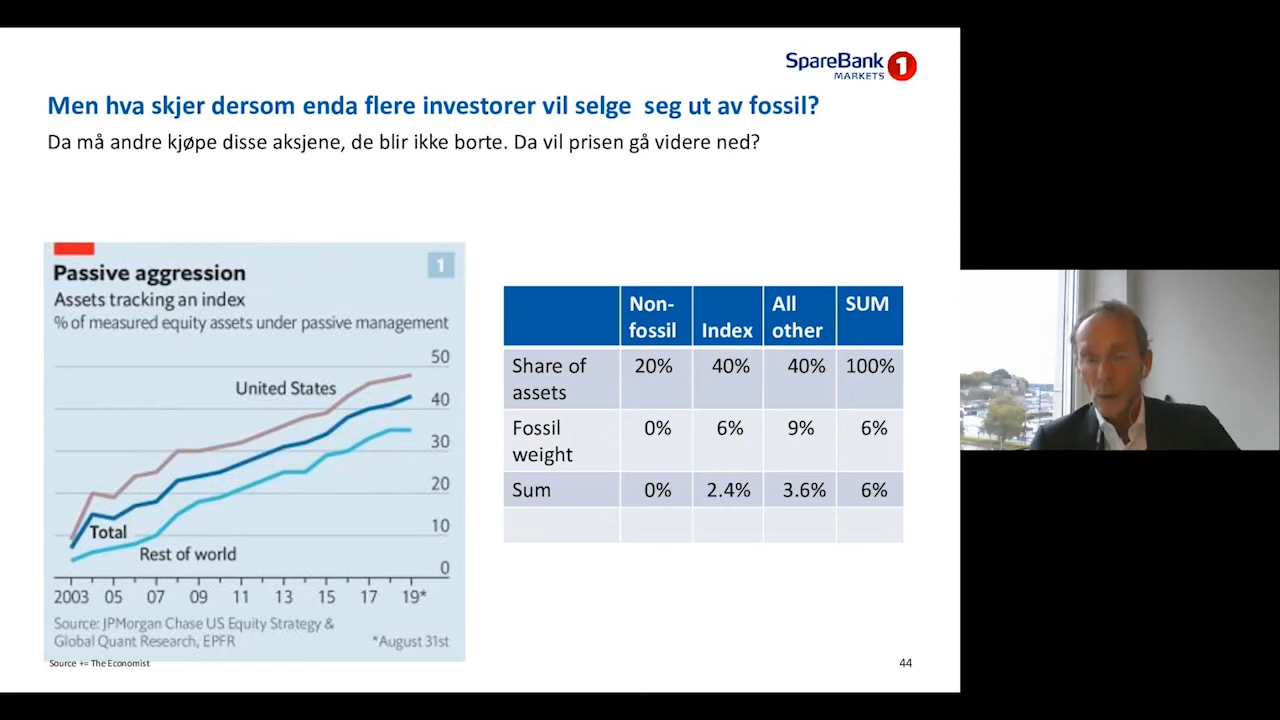 SpareBank 1
MARKETS
Men hva skjer dersom enda flere investorer vil selge seg ut av fossil?
Da må andre kjøpe disse aksjene, de blir ikke borte. Da vil prisen gå videre ned?
1
Passive aggression
Assets tracking an index
% of measured equity assets under passive management
50
United States
40
30
20
10
Total
Rest of world
0
2003 05 07 09 11 13 15 17 19*
Source: JPMorgan Chase US Equity Strategy &
Global Quant Research, EPFR *August 31st
Source += The Economist
Non-
fossil Index All
other SUM
Share of
assets 20% 40% 40% 100%
Fossil
weight 0% 6% 9% 6%
Sum 0% 2.4% 3.6% 6%
44